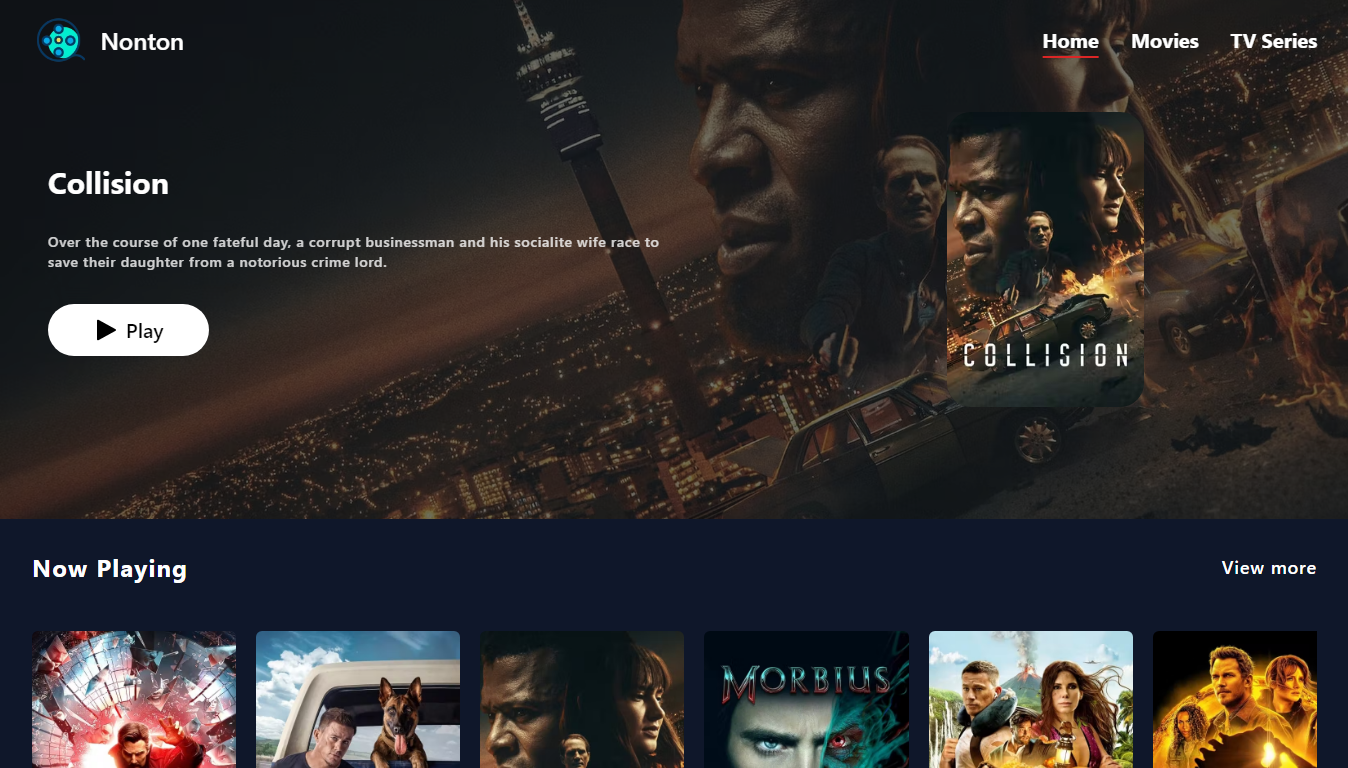 Nonton
Home Movies TV Series
Collision
Over the course of one fateful day, a corrupt businessman and his socialite wife race to
save their daughter from a notorious crime lord.
Play
COLLISION
Now Playing
View more
MORBIUS